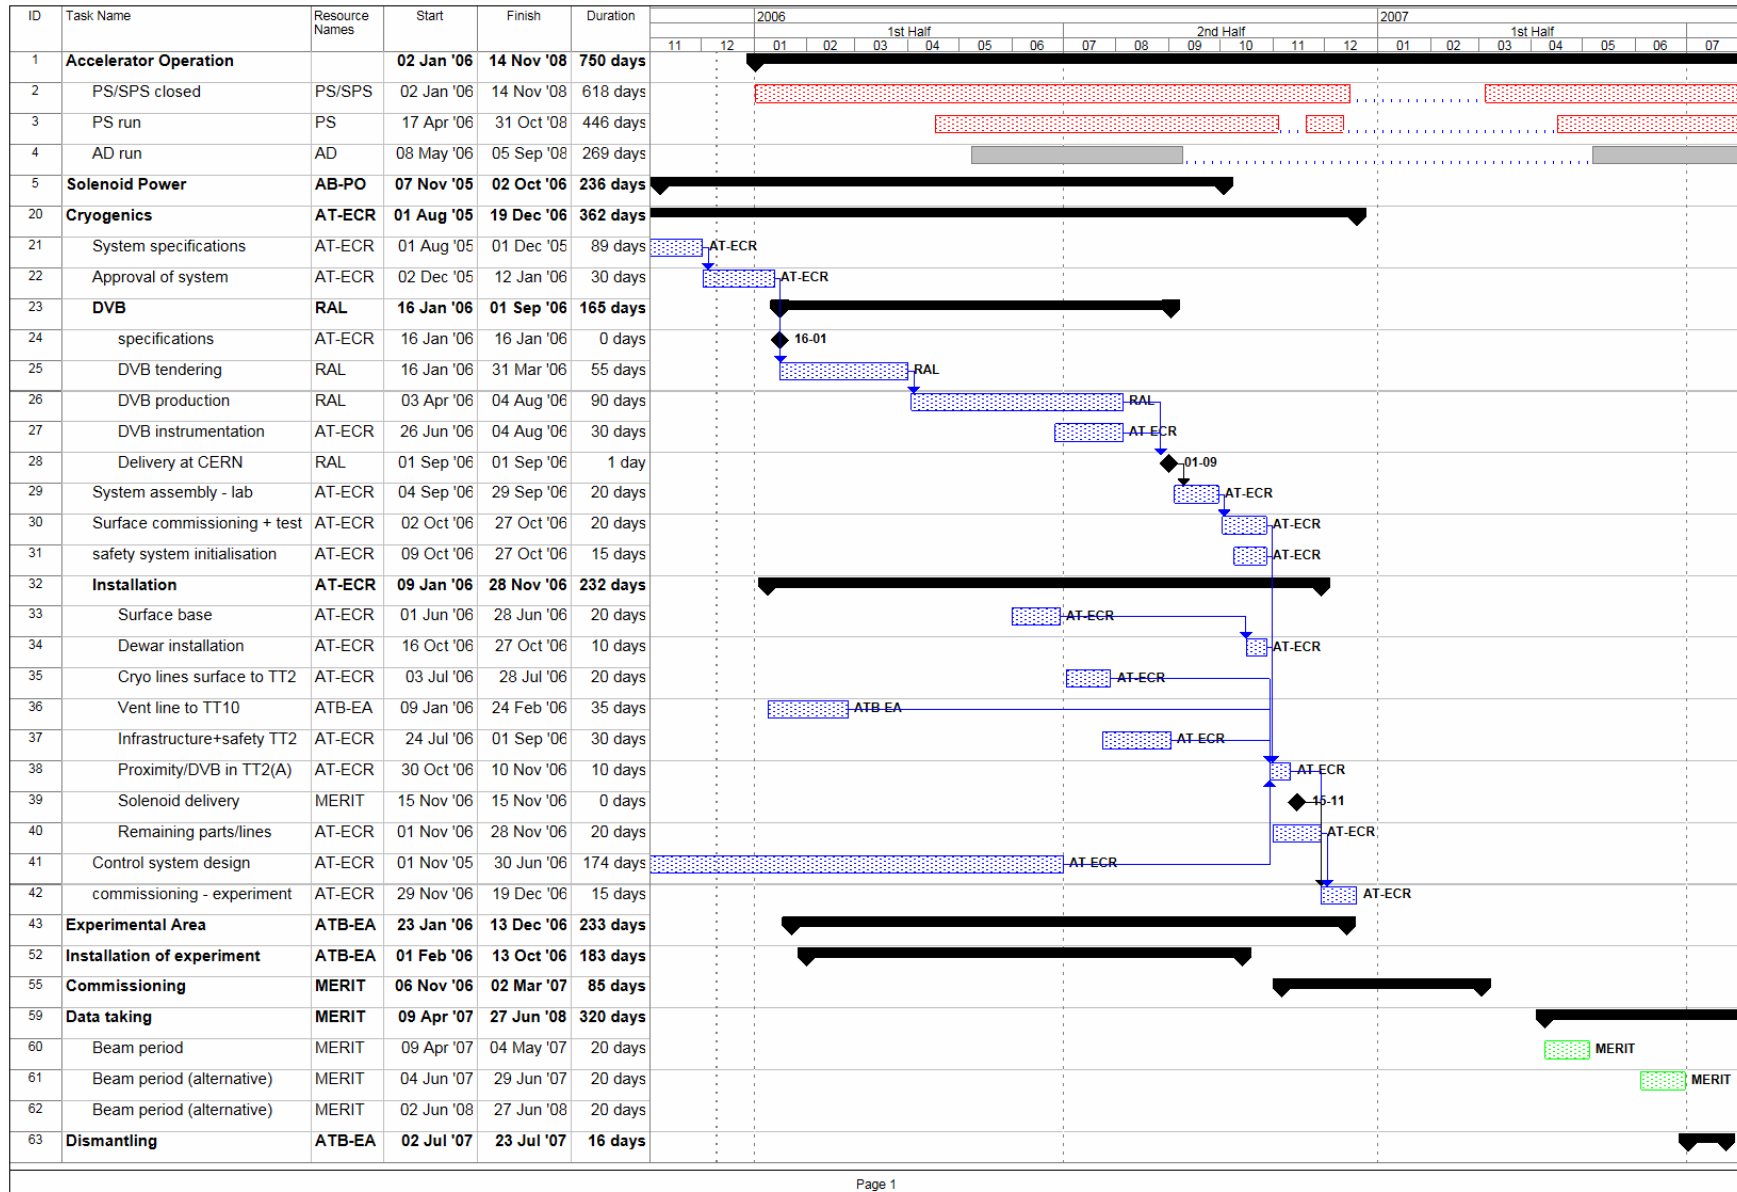 ID Task Name Resource Names Start Finish Duration 2006 2007
1st Half 2nd Half 1st Half
11 12 01 02 03 04 05 06 07 08 09 10 11 12 01 02 03 04 05 06 07
1 Accelerator Operation 02 Jan '06 14 Nov '08 750 days
2 PS/SPS closed PS/SPS 02 Jan '06 14 Nov '08 618 days
3 PS run PS 17 Apr '06 31 Oct '08 446 days
4 AD run AD 08 May '06 05 Sep '08 269 days
5 Solenoid Power AB-PO 07 Nov '05 02 Oct '06 236 days
20 Cryogenics AT-ECR 01 Aug '05 19 Dec '06 362 days
21 System specifications AT-ECR 01 Aug '05 01 Dec '05 89 days AT-ECR
22 Approval of system AT-ECR 02 Dec '05 12 Jan '06 30 days AT-ECR
23 DVB RAL 16 Jan '06 01 Sep '06 165 days
24 specifications AT-ECR 16 Jan '06 16 Jan '06 0 days 16-01
25 DVB tendering RAL 16 Jan '06 31 Mar '06 55 days RAL
26 DVB production RAL 03 Apr '06 04 Aug '06 90 days RAL
27 DVB instrumentation AT-ECR 26 Jun '06 04 Aug '06 30 days AT-ECR
28 Delivery at CERN RAL 01 Sep '06 01 Sep '06 1 day 01-09
29 System assembly - lab AT-ECR 04 Sep '06 29 Sep '06 20 days AT-ECR
30 Surface commissioning + test AT-ECR 02 Oct '06 27 Oct '06 20 days AT-ECR
31 safety system initialisation AT-ECR 09 Oct '06 27 Oct '06 15 days AT-ECR
32 Installation AT-ECR 09 Jan '06 28 Nov '06 232 days
33 Surface base AT-ECR 01 Jun '06 28 Jun '06 20 days AT-ECR
34 Dewar installation AT-ECR 16 Oct '06 27 Oct '06 10 days AT-ECR
35 Cryo lines surface to TT2 AT-ECR 03 Jul '06 28 Jul '06 20 days AT-ECR
36 Vent line to TT10 ATB-EA 09 Jan '06 24 Feb '06 35 days ATB-EA
37 Infrastructure+safety TT2 AT-ECR 24 Jul '06 01 Sep '06 30 days AT-ECR
38 Proximity/DVB in TT2(A) AT-ECR 30 Oct '06 10 Nov '06 10 days AT-ECR
39 Solenoid delivery MERIT 15 Nov '06 15 Nov '06 0 days 15-11
40 Remaining parts/lines AT-ECR 01 Nov '06 28 Nov '06 20 days AT-ECR
41 Control system design AT-ECR 01 Nov '05 30 Jun '06 174 days AT-ECR
42 commissioning - experiment AT-ECR 29 Nov '06 19 Dec '06 15 days AT-ECR
43 Experimental Area ATB-EA 23 Jan '06 13 Dec '06 233 days
52 Installation of experiment ATB-EA 01 Feb '06 13 Oct '06 183 days
55 Commissioning MERIT 06 Nov '06 02 Mar '07 85 days
59 Data taking MERIT 09 Apr '07 27 Jun '08 320 days
60 Beam period MERIT 09 Apr '07 04 May '07 20 days MERIT
61 Beam period (alternative) MERIT 04 Jun '07 29 Jun '07 20 days MERIT
62 Beam period (alternative) MERIT 02 Jun '08 27 Jun '08 20 days
63 Dismantling ATB-EA 02 Jul '07 23 Jul '07 16 days
Page 1